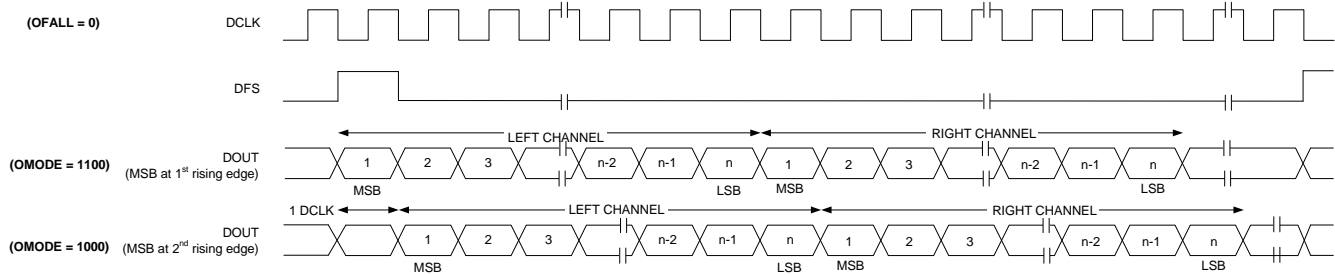 (OFALL = 0) DCLK
DFS
LEFT CHANNEL RIGHT CHANNEL
(OMODE = 1100) DOUT
(MSB at 1st rising edge)
1 2 3 n-2 n-1 n 1 2 3 n-2 n-1 n
MSB LSB MSB LSB
1 DCLK LEFT CHANNEL RIGHT CHANNEL
(OMODE = 1000) DOUT
(MSB at 2nd rising edge)
1 2 3 n-2 n-1 n 1 2 3 n-2 n-1 n
MSB LSB MSB LSB